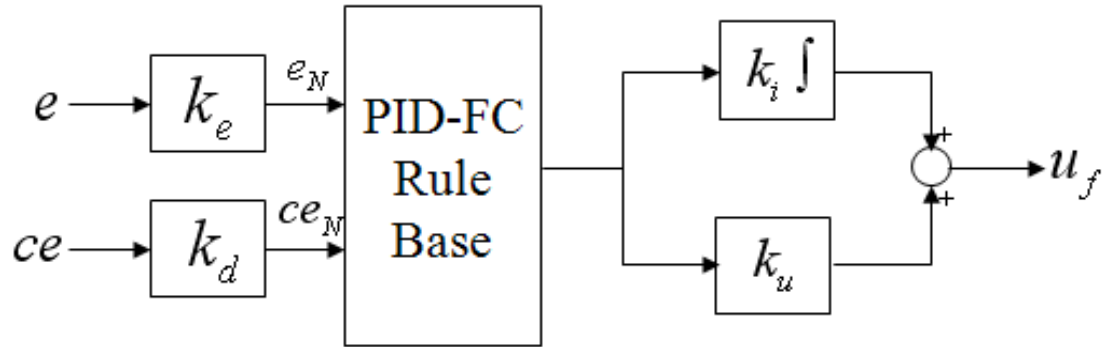 e
k_e
e_N
ce
k_d
ce_N
PID-FC
Rule
Base
k_i ∫
k_u
+
+
u_f